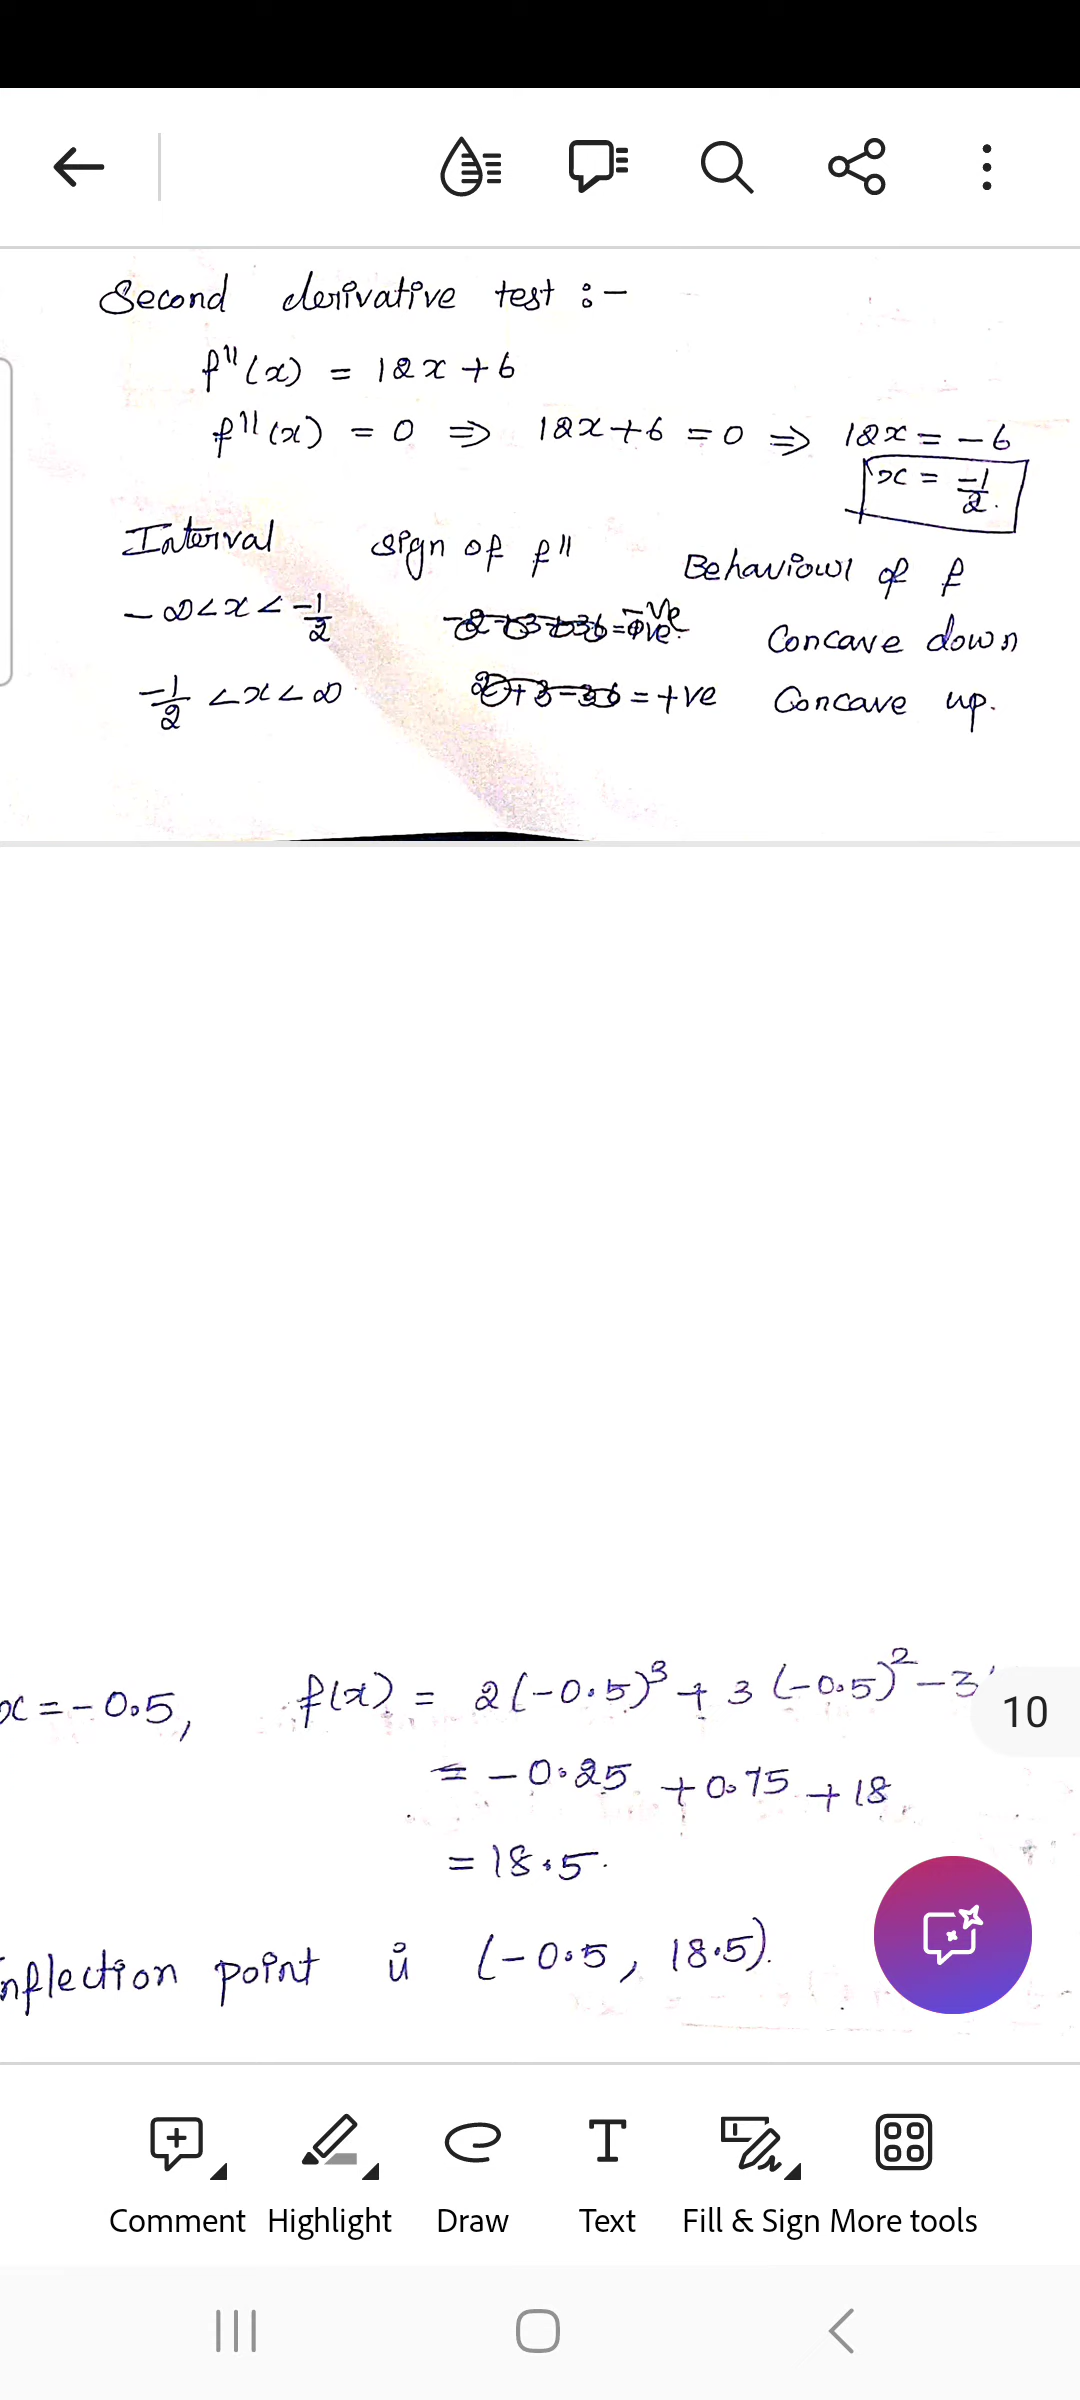 Second derivative test :-
f"(x) = 12x + 6
f"(x) = 0 ⇒ 12x + 6 = 0 ⇒ 12x = -6
x = -1/2.
Interval sign of f" Behaviour of f
-∞ < x < -1/2 = -ve Concave down
-1/2 < x < ∞ = +ve Concave up.
x = -0.5, f(x) = 2(-0.5)³ + 3(-0.5)² - 3
10
= -0.25 + 0.75 + 18
= 18.5.
inflection point is (-0.5, 18.5).
Comment Highlight Draw Text Fill & Sign More tools